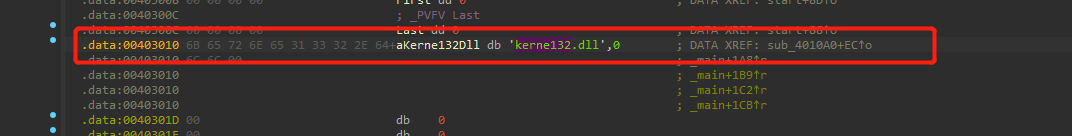 .data:00403008 00 00 00 00 First dd 0 ; DATA XREF: start+8D↑o
.data:0040300C ; _PVFV Last
.data:0040300C 00 00 00 00 Last dd 0 ; DATA XREF: start+88↑o
.data:00403010 6B 65 72 6E 65 31 33 32 2E 64+aKerne132Dll db 'kerne132.dll',0 ; DATA XREF: sub_4010A0+EC↑o
.data:00403010 6C 6C 00 ; _main+1A8↑r
.data:00403010 ; _main+1B9↑r
.data:00403010 ; _main+1C2↑r
.data:00403010 ; _main+1CB↑r
.data:0040301D 00 db 0
.data:0040301E 00 db 0